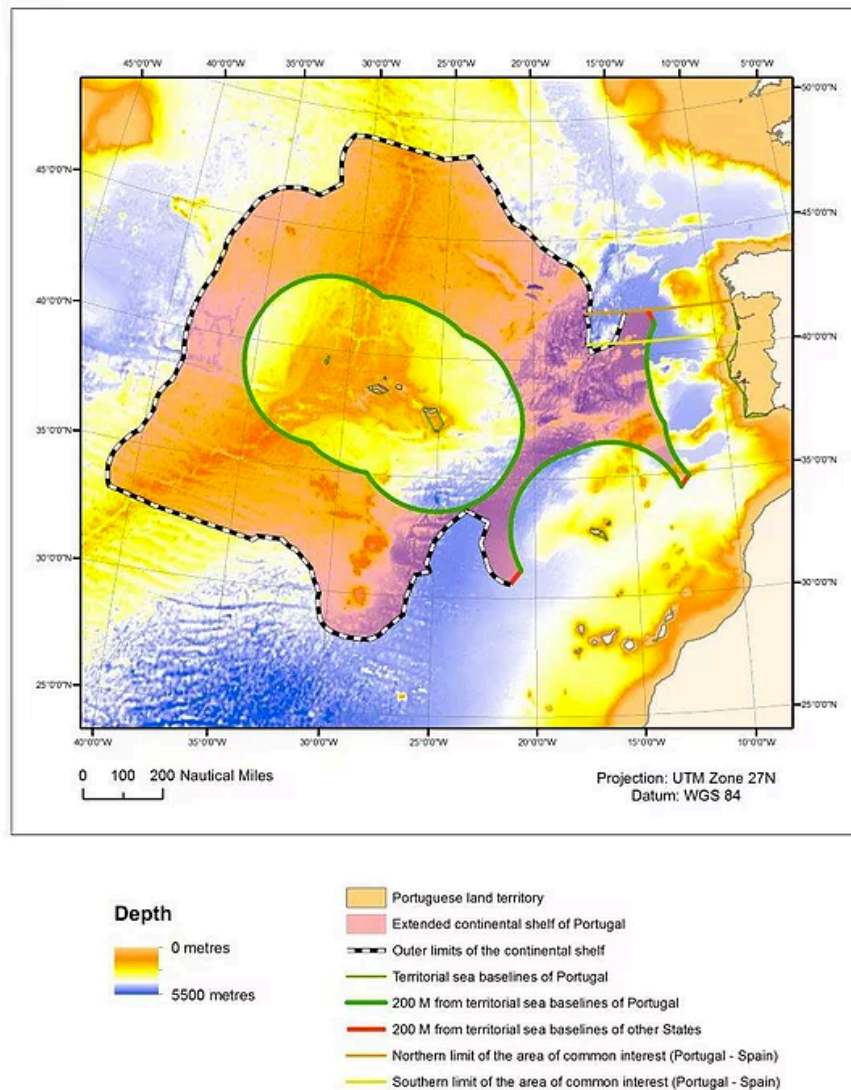 45°0'0"W 40°0'0"W 35°0'0"W 30°0'0"W 25°0'0"W 20°0'0"W 15°0'0"W 10°0'0"W 5°0'0"W
50°0'0"N
45°0'0"N
45°0'0"N
40°0'0"N
40°0'0"N
35°0'0"N
35°0'0"N
30°0'0"N
30°0'0"N
25°0'0"N
25°0'0"N
40°0'0"W 35°0'0"W 30°0'0"W 25°0'0"W 20°0'0"W 15°0'0"W 10°0'0"W
0 100 200 Nautical Miles
Projection: UTM Zone 27N
Datum: WGS 84
Depth
0 metres
5500 metres
Portuguese land territory
Extended continental shelf of Portugal
Outer limits of the continental shelf
Territorial sea baselines of Portugal
200 M from territorial sea baselines of Portugal
200 M from territorial sea baselines of other States
Northern limit of the area of common interest (Portugal - Spain)
Southern limit of the area of common interest (Portugal - Spain)